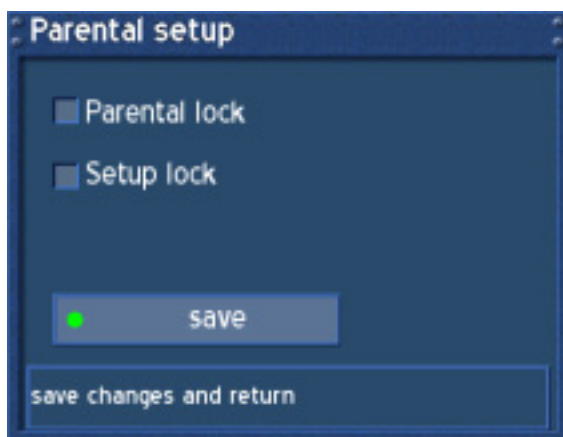 Parental setup
Parental lock
Setup lock
save
save changes and return